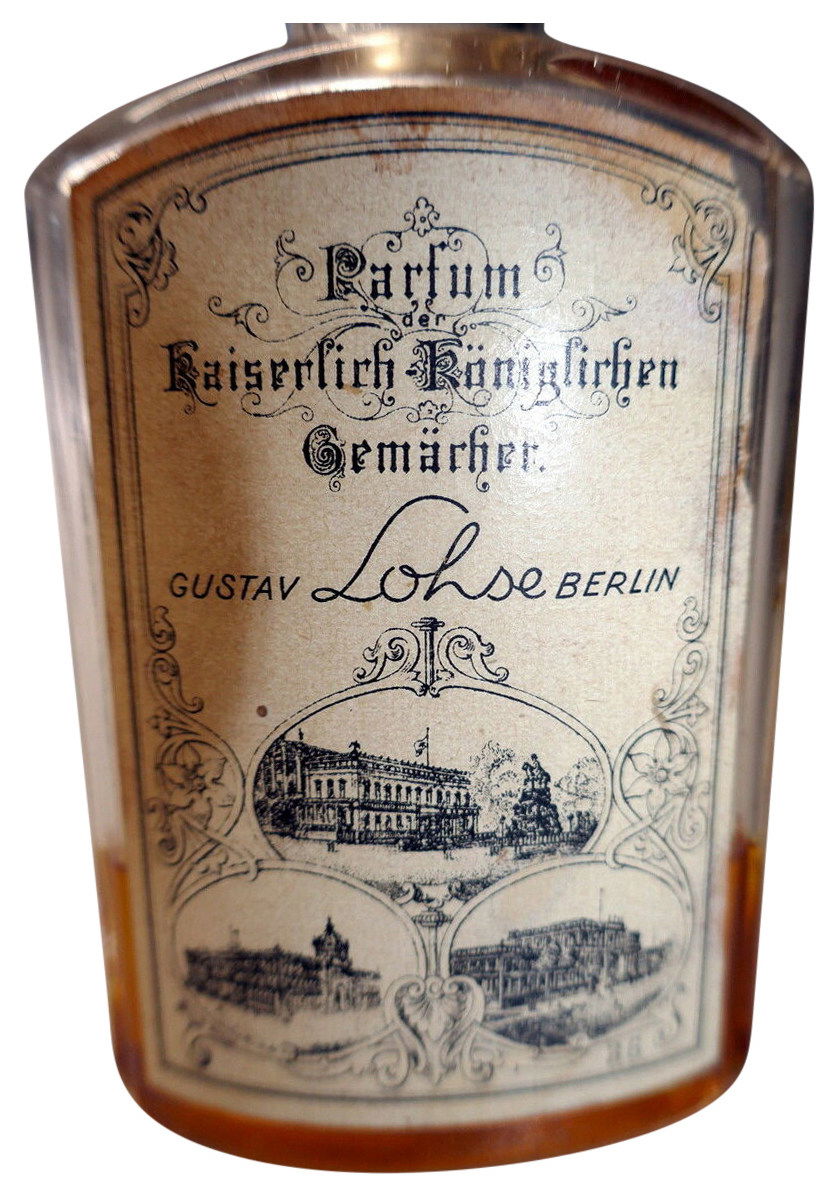 Parfum
der
Kaiserlich-Königlichen
Gemächer.
GUSTAV Lohse BERLIN